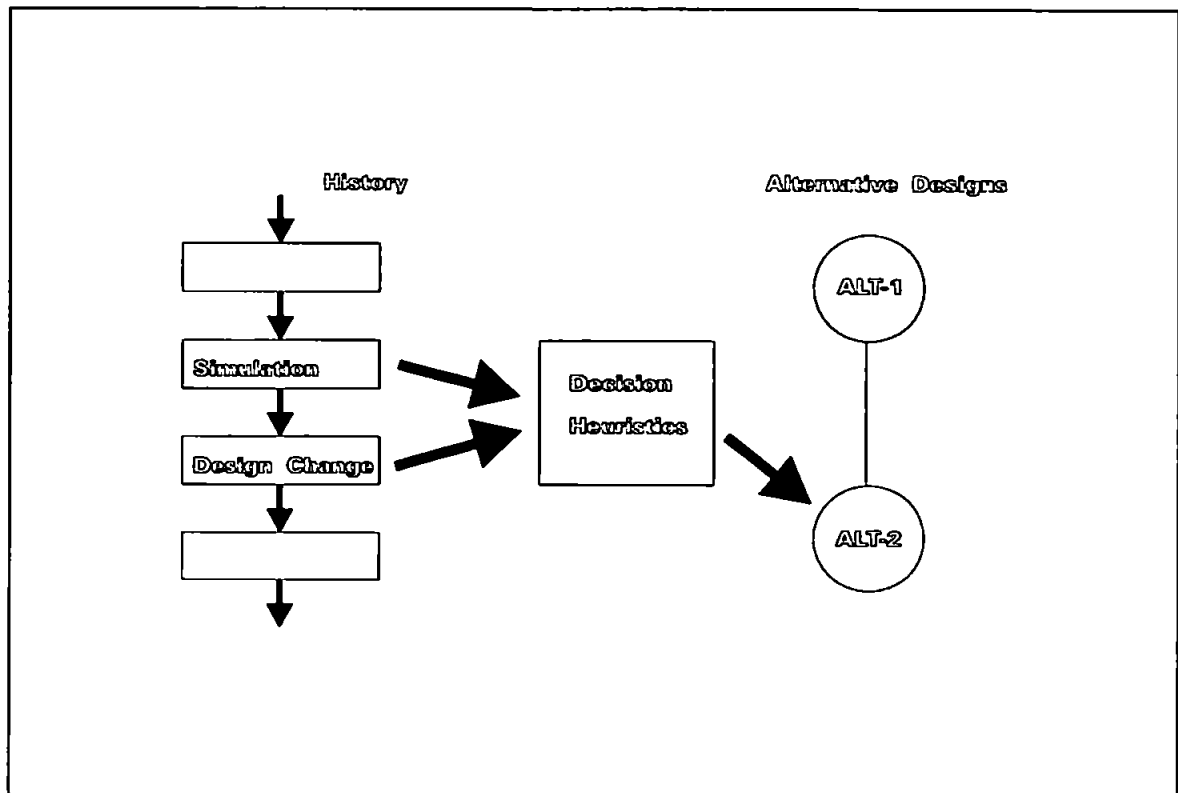 History
Alternative Designs
ALT-1
Simulation
Decision
Heuristics
Design Change
ALT-2